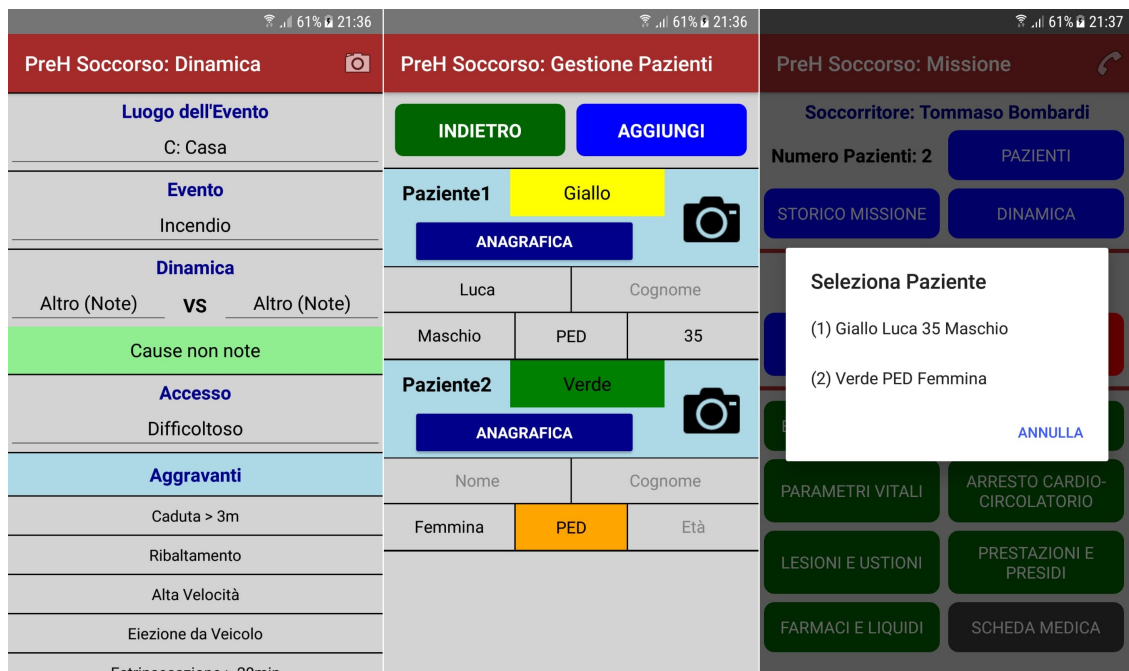 61% 21:36
PreH Soccorso: Dinamica
Luogo dell'Evento
C: Casa
Evento
Incendio
Dinamica
Altro (Note) VS Altro (Note)
Cause non note
Accesso
Difficoltoso
Aggravanti
Caduta > 3m
Ribaltamento
Alta Velocità
Eiezione da Veicolo
61% 21:36
PreH Soccorso: Gestione Pazienti
INDIETRO AGGIUNGI
Paziente1 Giallo
ANAGRAFICA
Luca Cognome
Maschio PED 35
Paziente2 Verde
ANAGRAFICA
Nome Cognome
Femmina PED Età
61% 21:37
PreH Soccorso: Missione
Soccorritore: Tommaso Bombardi
Numero Pazienti: 2 PAZIENTI
STORICO MISSIONE DINAMICA
Seleziona Paziente
(1) Giallo Luca 35 Maschio
(2) Verde PED Femmina
ANNULLA
PARAMETRI VITALI
ARRESTO CARDIO-
CIRCOLATORIO
LESIONI E USTIONI
PRESTAZIONI E
PRESIDI
FARMACI E LIQUIDI SCHEDA MEDICA